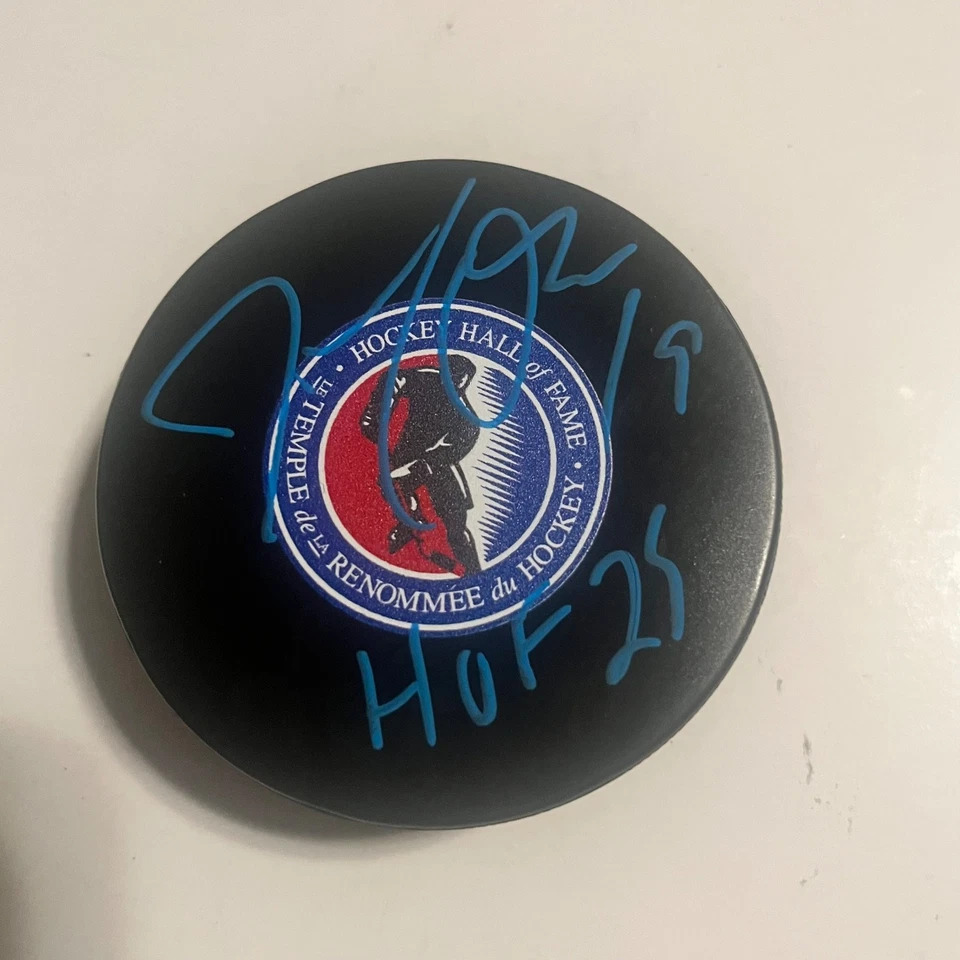 HOCKEY HALL of FAME
LE TEMPLE de LA RENOMMÉE du HOCKEY
19
HOF 25